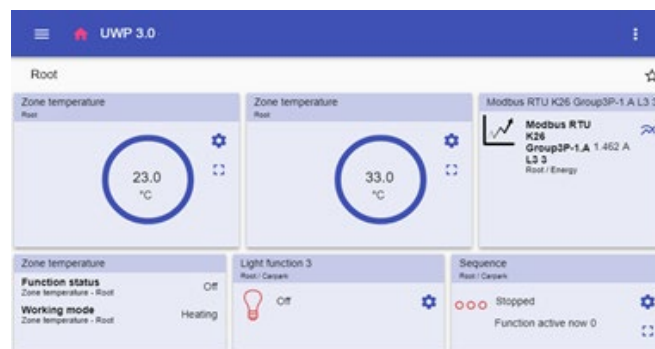 UWP 3.0
Root
Zone temperature
Root
23.0
°C
Zone temperature
Root
33.0
°C
Modbus RTU K26 Group3P-1.A L3 3
Modbus RTU
K26
Group3P-1.A 1.462 A
L3 3
Root / Energy
Zone temperature
Function status Off
Zone temperature - Root
Working mode Heating
Zone temperature - Root
Light function 3
Root / Carpark
Off
Sequence
Root / Carpark
Stopped
Function active now 0